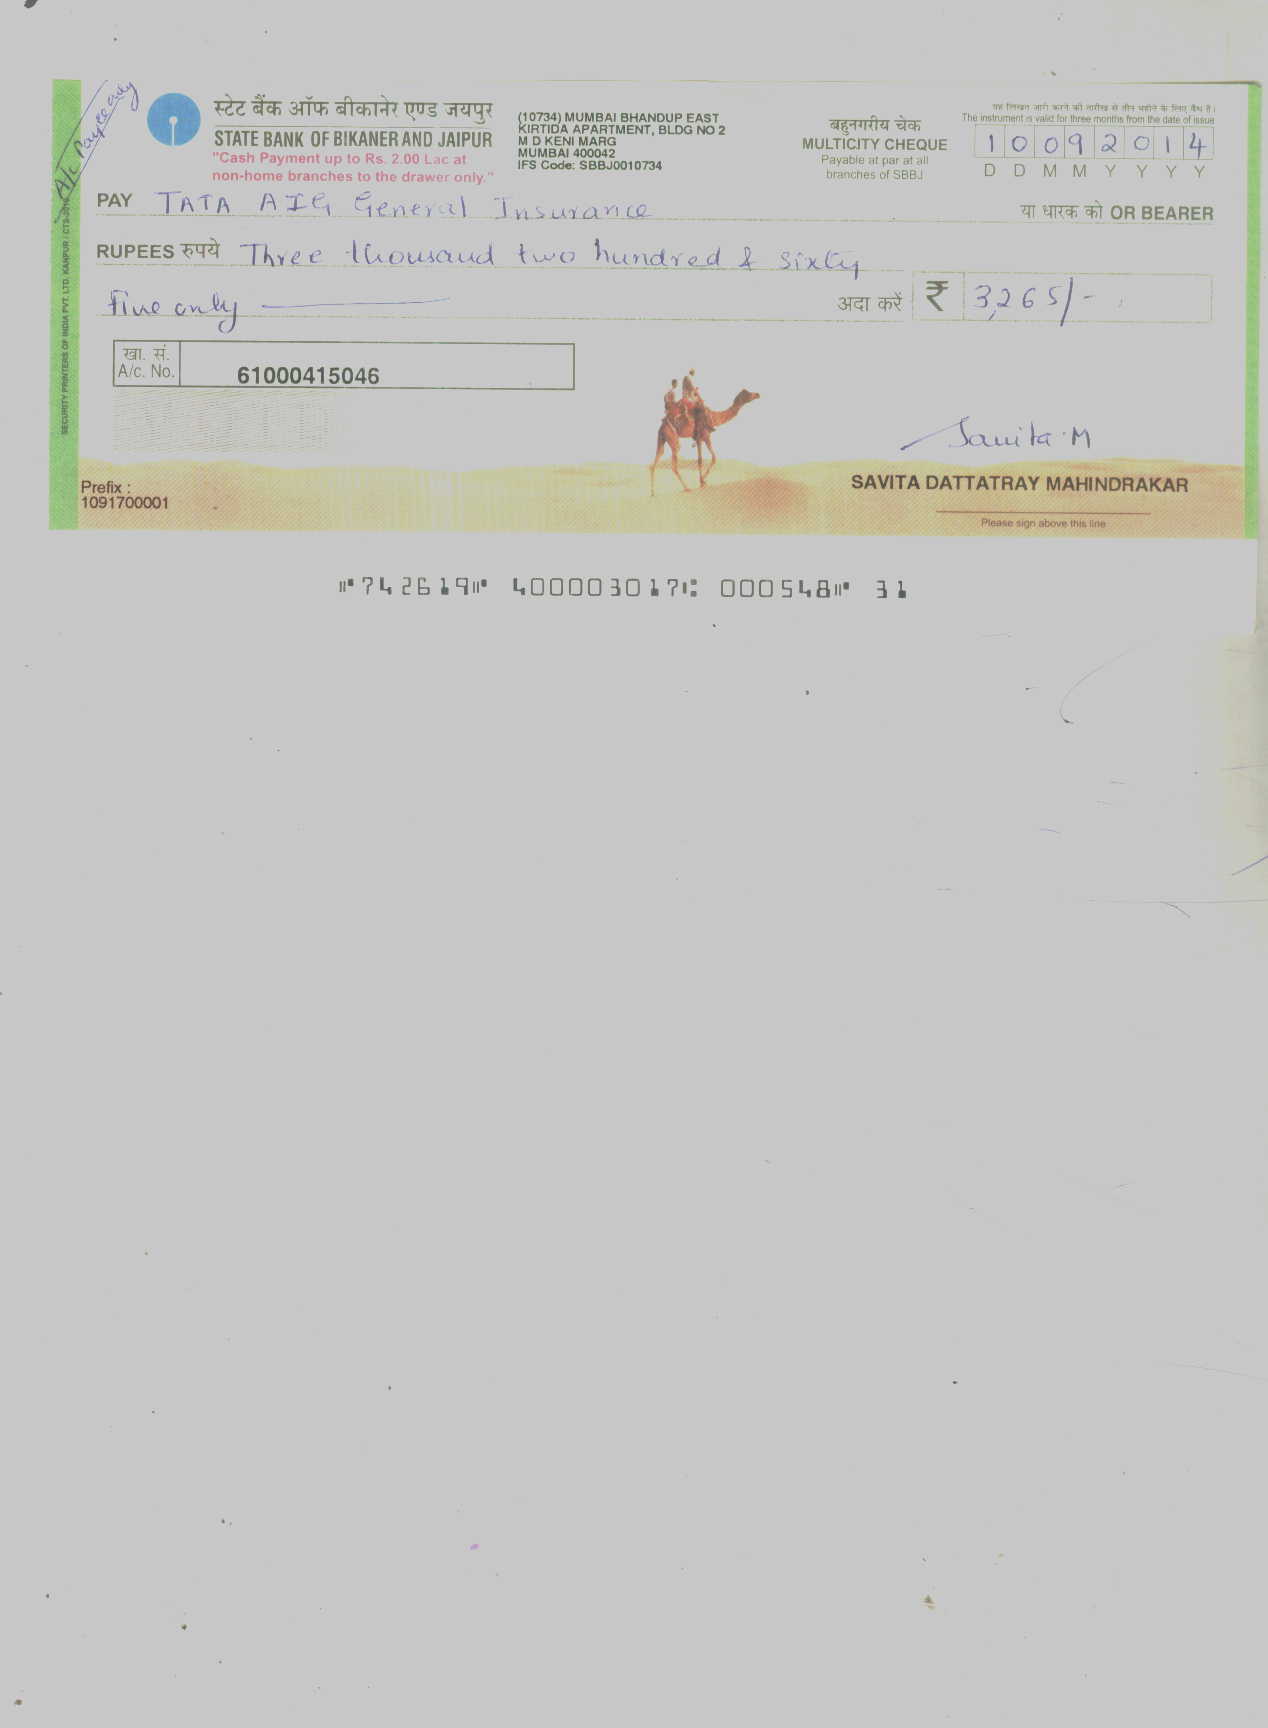 A/c Payee only
स्टेट बैंक ऑफ बीकानेर एण्ड जयपुर
STATE BANK OF BIKANER AND JAIPUR
"Cash Payment up to Rs. 2.00 Lac at
non-home branches to the drawer only."
(10734) MUMBAI BHANDUP EAST
KIRTIDA APARTMENT, BLDG NO 2
M D KENI MARG
MUMBAI 400042
IFS Code: SBBJ0010734
बहुनगरीय चेक
MULTICITY CHEQUE
Payable at par at all
branches of SBBJ
यह लिखत जारी करने की तारीख से तीन महीने के लिए वैध है।
The instrument is valid for three months from the date of issue
1 0 0 9 2 0 1 4
D D M M Y Y Y Y
PAY TATA AIG General Insurance या धारक को OR BEARER
RUPEES रुपये Three thousand two hundred & sixty
five only अदा करें ₹ 3,265/-
खा. सं.
A/c. No. 61000415046
SECURITY PRINTERS OF INDIA PVT. LTD. KANPUR / CTS-2010
Savita.M
Prefix :
1091700001
SAVITA DATTATRAY MAHINDRAKAR
Please sign above this line
⑈742619⑈ 400003017⑆ 000548⑈ 31